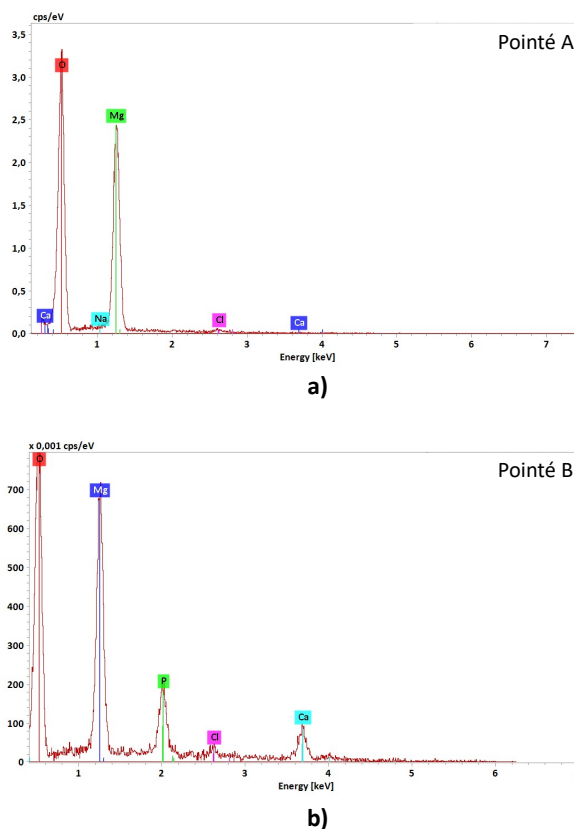 cps/eV
Pointé A
3,5
O
3,0
Mg
2,5
2,0
1,5
1,0
0,5
Ca Na Cl Ca
0,0
1 2 3 4 5 6 7
Energy [keV]
a)
x 0,001 cps/eV
Pointé B
O
700
Mg
600
500
400
300
200
P
100
Cl Ca
0
1 2 3 4 5 6
Energy [keV]
b)